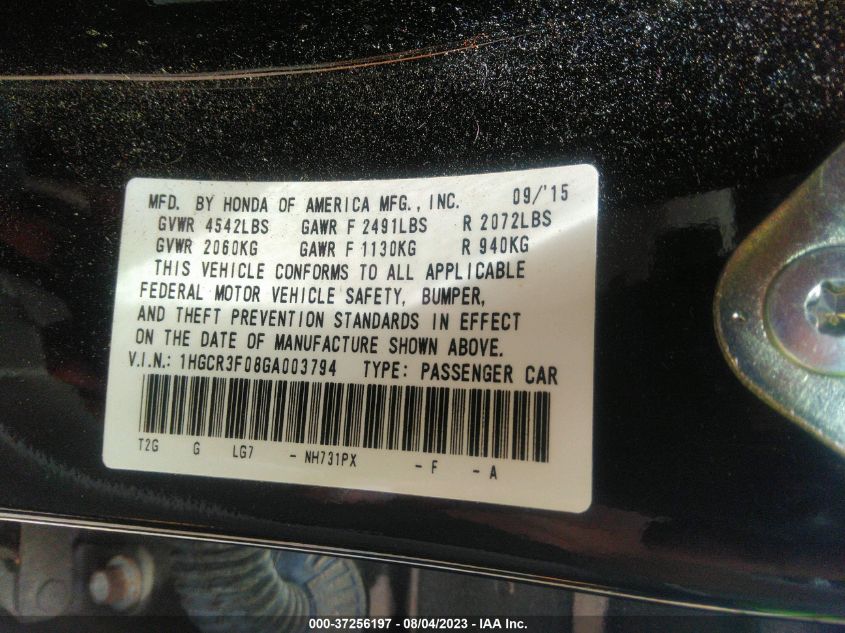 MFD. BY HONDA OF AMERICA MFG., INC. 09/'15
GVWR 4542LBS GAWR F 2491LBS R 2072LBS
GVWR 2060KG GAWR F 1130KG R 940KG
THIS VEHICLE CONFORMS TO ALL APPLICABLE
FEDERAL MOTOR VEHICLE SAFETY, BUMPER,
AND THEFT PREVENTION STANDARDS IN EFFECT
ON THE DATE OF MANUFACTURE SHOWN ABOVE.
V.I.N.: 1HGCR3F08GA003794 TYPE: PASSENGER CAR
T2G G LG7 - NH731PX - F - A
000-37256197 - 08/04/2023 - IAA Inc.